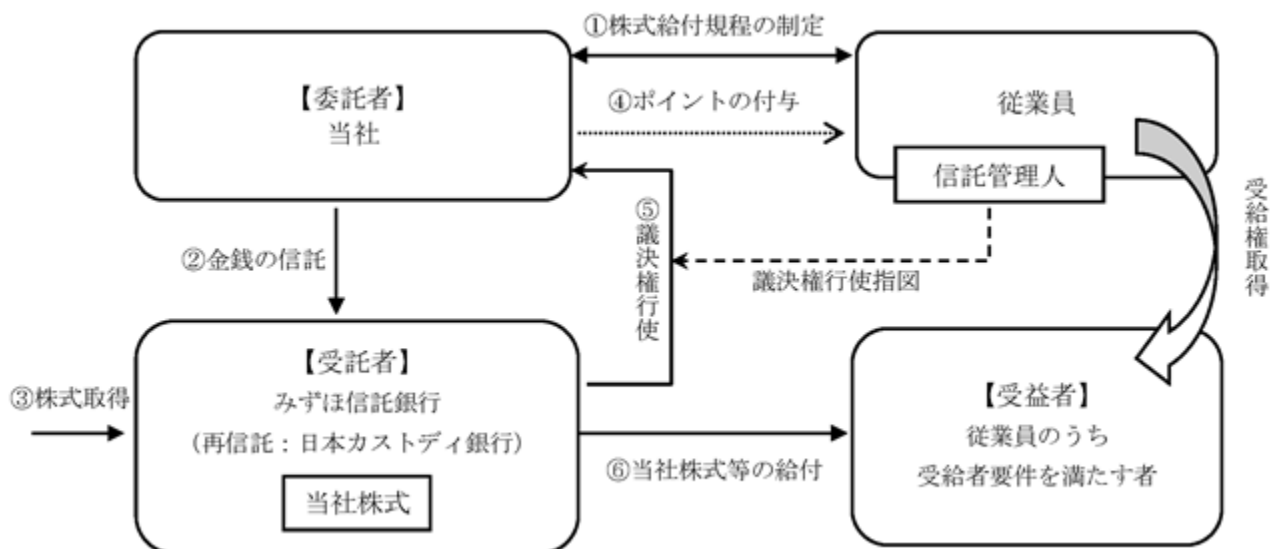 ①株式給付規程の制定
【委託者】
当社
④ポイントの付与
従業員
信託管理人
受給権取得
②金銭の信託
⑤議決権行使
議決権行使指図
③株式取得
【受託者】
みずほ信託銀行
(再信託：日本カストディ銀行)
当社株式
⑥当社株式等の給付
【受益者】
従業員のうち
受給者要件を満たす者